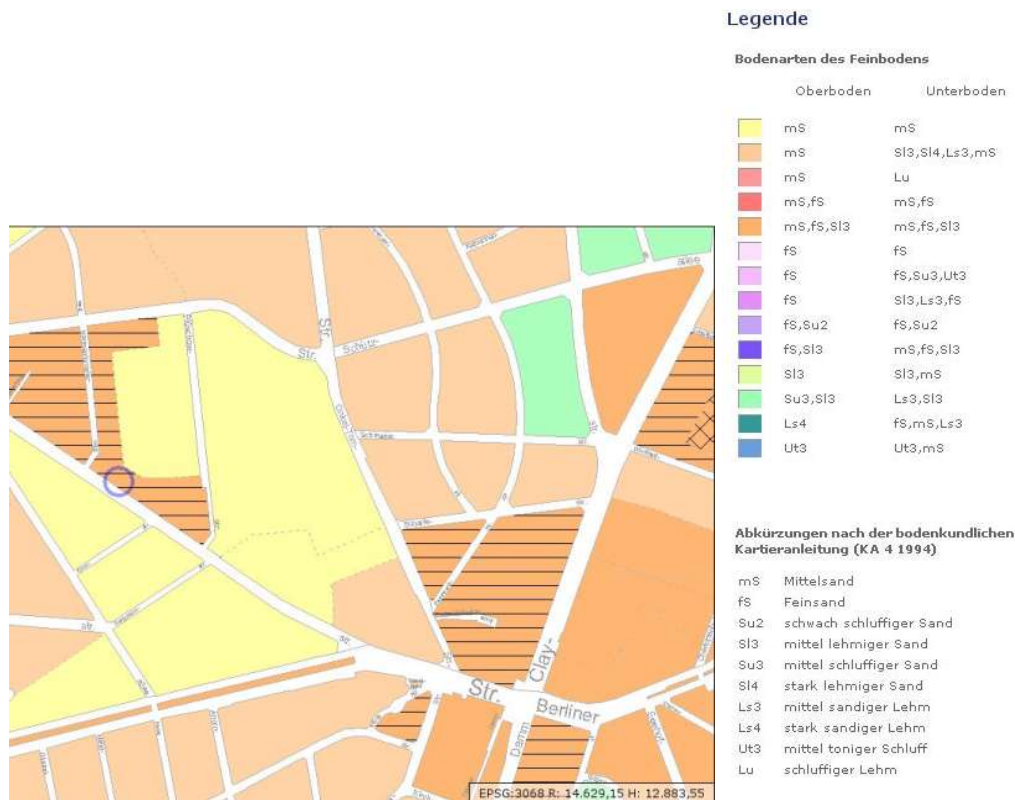 Legende
Bodenarten des Feinbodens
Oberboden Unterboden
mS mS
mS Sl3,Sl4,Ls3,mS
mS Lu
mS,fS mS,fS
mS,fS,Sl3 mS,fS,Sl3
fS fS
fS fS,Su3,Ut3
fS Sl3,Ls3,fS
fS,Su2 fS,Su2
fS,Sl3 mS,fS,Sl3
Sl3 Sl3,mS
Su3,Sl3 Ls3,Sl3
Ls4 fS,mS,Ls3
Ut3 Ut3,mS
Abkürzungen nach der bodenkundlichen
Kartieranleitung (KA 4 1994)
mS Mittelsand
fS Feinsand
Su2 schwach schluffiger Sand
Sl3 mittel lehmiger Sand
Su3 mittel schluffiger Sand
Sl4 stark lehmiger Sand
Ls3 mittel sandiger Lehm
Ls4 stark sandiger Lehm
Ut3 mittel toniger Schluff
Lu schluffiger Lehm
Str.
Str.
Schütz-
str.
Str.
Clay-
Berliner
Damm
EPSG:3068 R: 14.629,15 H: 12.883,55